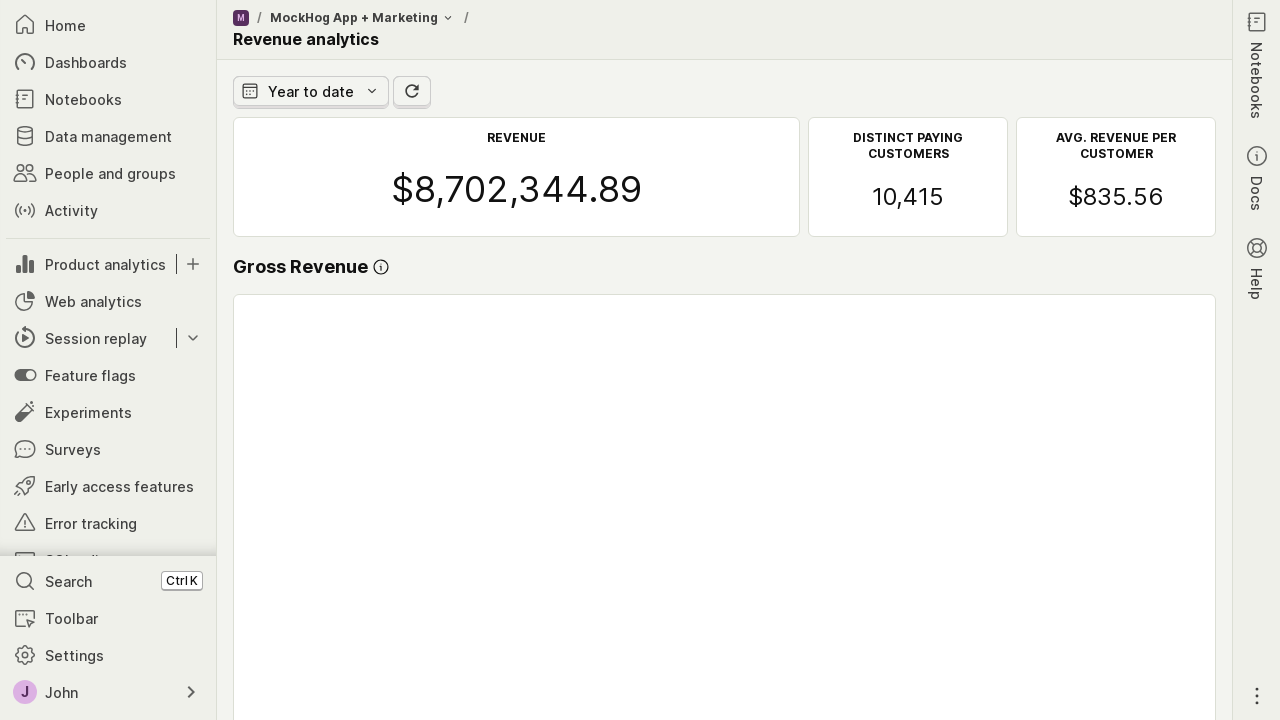 Home
Dashboards
Notebooks
Data management
People and groups
Activity
Product analytics
Web analytics
Session replay
Feature flags
Experiments
Surveys
Early access features
Error tracking
Search Ctrl K
Toolbar
Settings
J John
M / MockHog App + Marketing /
Revenue analytics
Year to date
REVENUE
$8,702,344.89
DISTINCT PAYING
CUSTOMERS
10,415
AVG. REVENUE PER
CUSTOMER
$835.56
Gross Revenue
Notebooks
Docs
Help